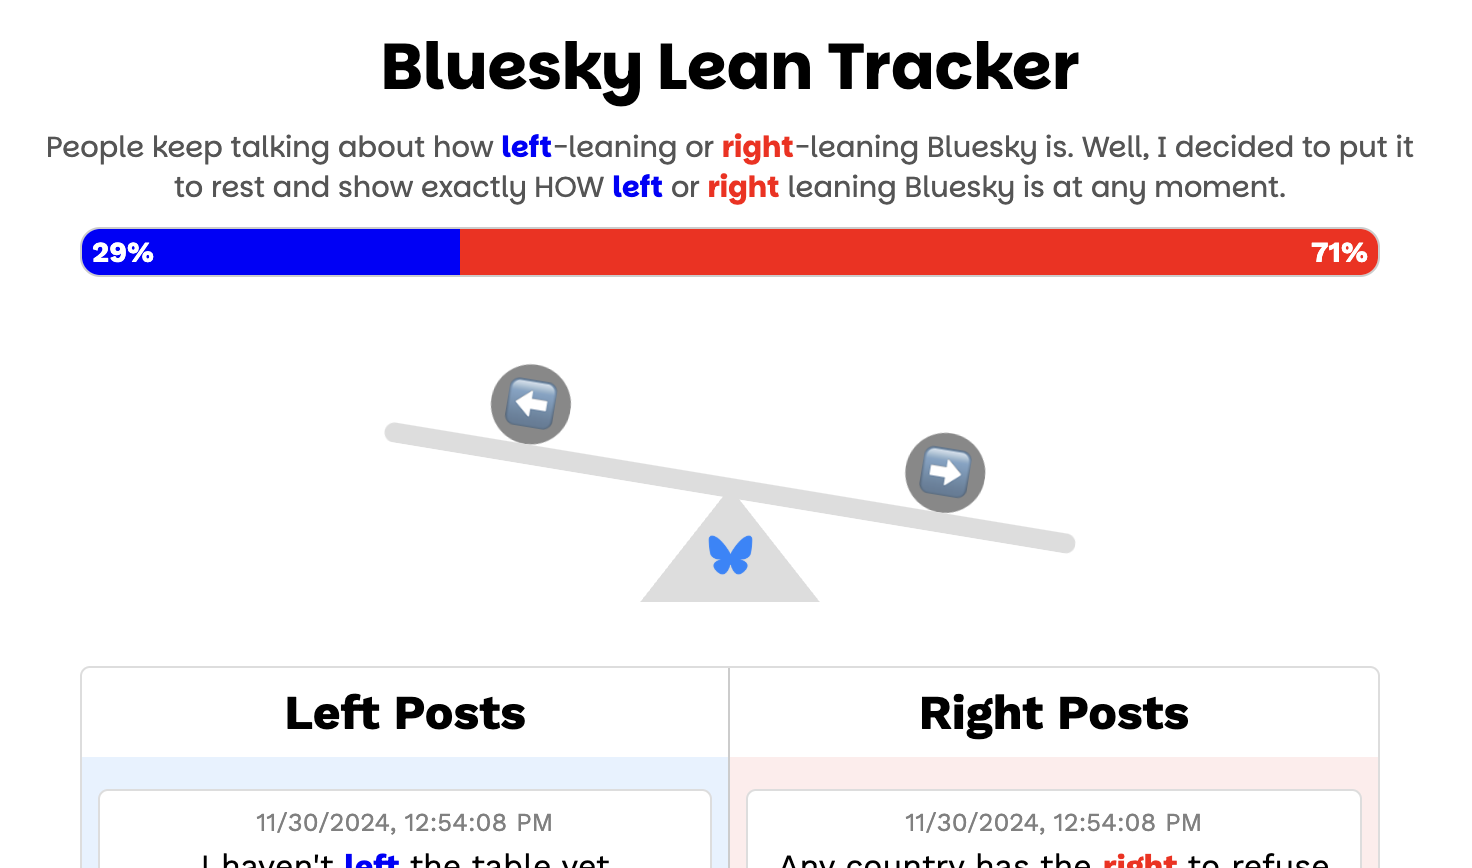 Bluesky Lean Tracker
People keep talking about how left-leaning or right-leaning Bluesky is. Well, I decided to put it
to rest and show exactly HOW left or right leaning Bluesky is at any moment.
29%
71%
Left Posts
Right Posts
11/30/2024, 12:54:08 PM
I haven't left the table yet
11/30/2024, 12:54:08 PM
Any country has the right to refuse